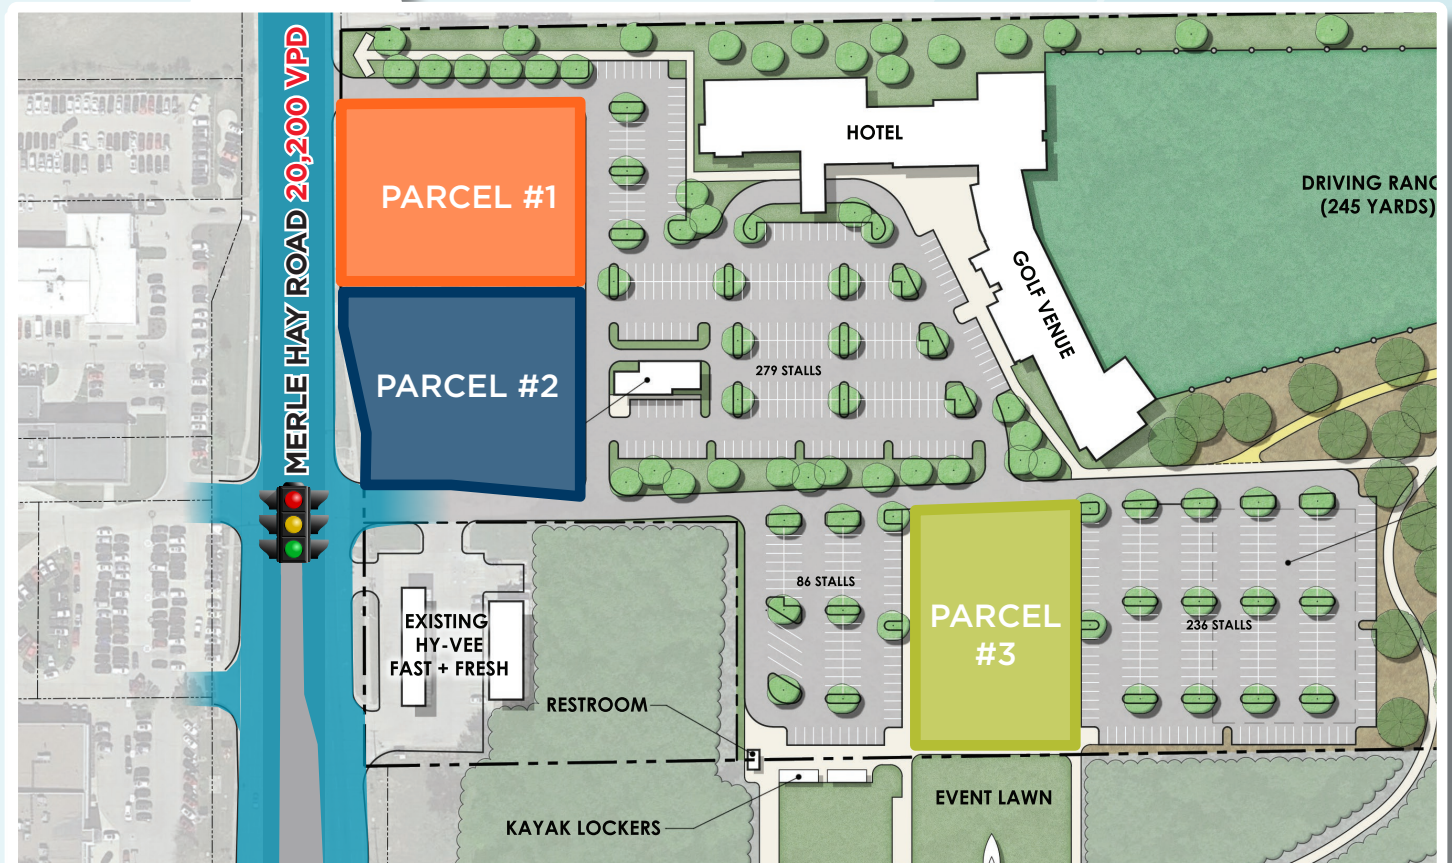 MERLE HAY ROAD 20,200 VPD
PARCEL #1
PARCEL #2
HOTEL
GOLF VENUE
DRIVING RANG
(245 YARDS)
279 STALLS
86 STALLS
PARCEL
#3
236 STALLS
EXISTING
HY-VEE
FAST + FRESH
RESTROOM
KAYAK LOCKERS
EVENT LAWN